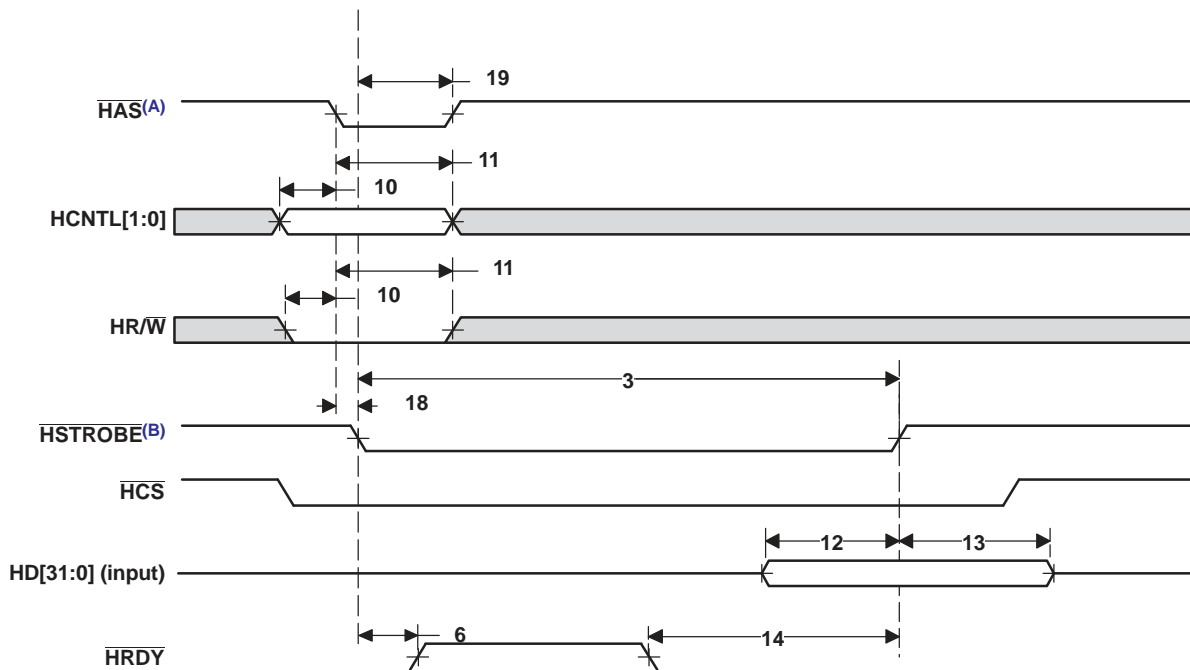 19
HAS(A)
11
10
HCNTL[1:0]
11
10
HR/W
3
18
HSTROBE(B)
HCS
12
13
HD[31:0] (input)
6
14
HRDY